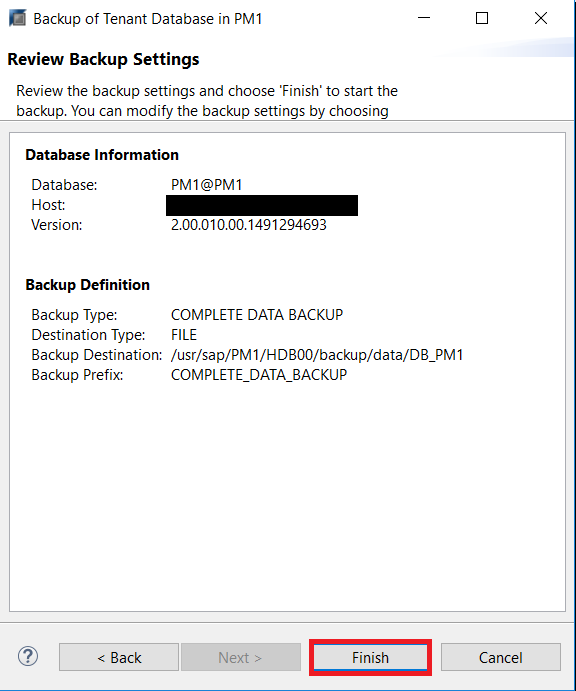 Backup of Tenant Database in PM1
Review Backup Settings
Review the backup settings and choose 'Finish' to start the
backup. You can modify the backup settings by choosing
Database Information
Database: PM1@PM1
Host:
Version: 2.00.010.00.1491294693
Backup Definition
Backup Type: COMPLETE DATA BACKUP
Destination Type: FILE
Backup Destination: /usr/sap/PM1/HDB00/backup/data/DB_PM1
Backup Prefix: COMPLETE_DATA_BACKUP
? < Back Next > Finish Cancel